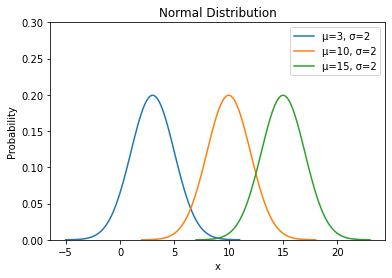 Normal Distribution
μ=3, σ=2
μ=10, σ=2
μ=15, σ=2
Probability
0.30
0.25
0.20
0.15
0.10
0.05
0.00
−5 0 5 10 15 20
x